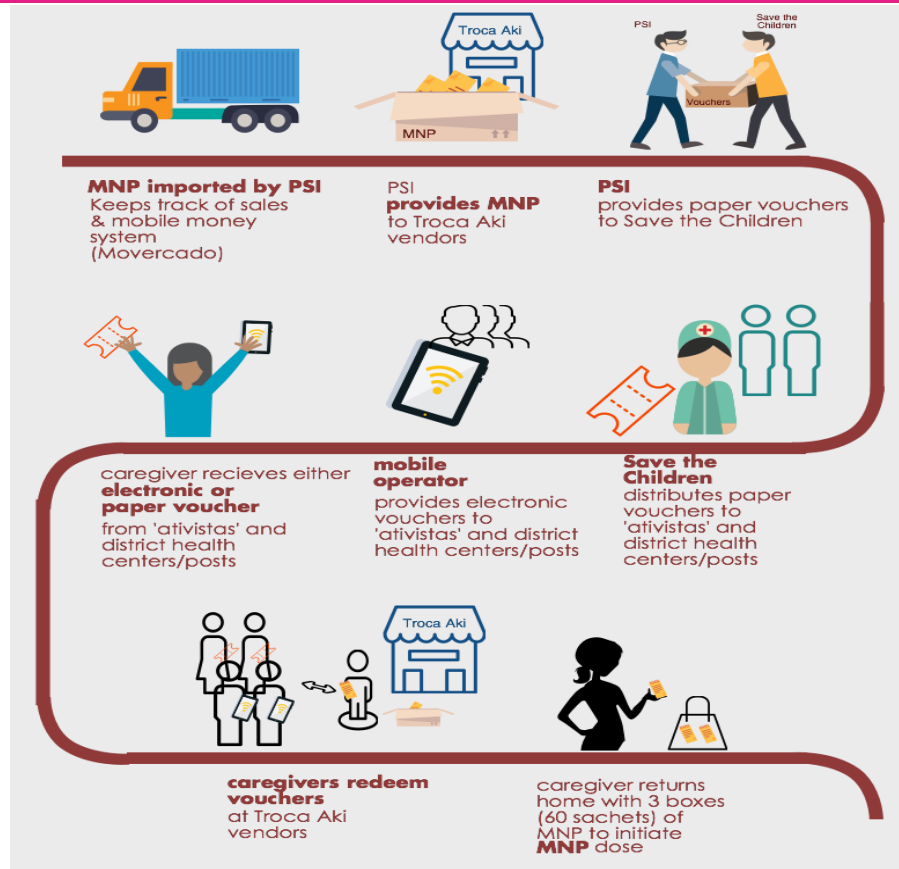 Troca Aki
MNP
PSI
Save the
Children
Vouchers
MNP imported by PSI
Keeps track of sales
& mobile money
system
(Movercado)
PSI
provides MNP
to Troca Aki
vendors
PSI
provides paper vouchers
to Save the Children
caregiver recieves either
electronic or
paper voucher
from 'ativistas' and
district health
centers/posts
mobile
operator
provides electronic
vouchers to
'ativistas' and district
health centers/posts
Save the
Children
distributes paper
vouchers to
'ativistas' and
district health
centers/posts
Troca Aki
caregivers redeem
vouchers
at Troca Aki
vendors
caregiver returns
home with 3 boxes
(60 sachets) of
MNP to initiate
MNP dose